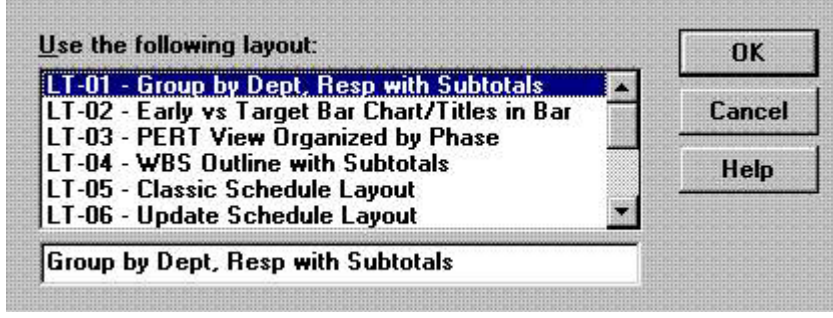 Use the following layout:
LT-01 - Group by Dept, Resp with Subtotals
LT-02 - Early vs Target Bar Chart/Titles in Bar
LT-03 - PERT View Organized by Phase
LT-04 - WBS Outline with Subtotals
LT-05 - Classic Schedule Layout
LT-06 - Update Schedule Layout
Group by Dept, Resp with Subtotals
OK
Cancel
Help